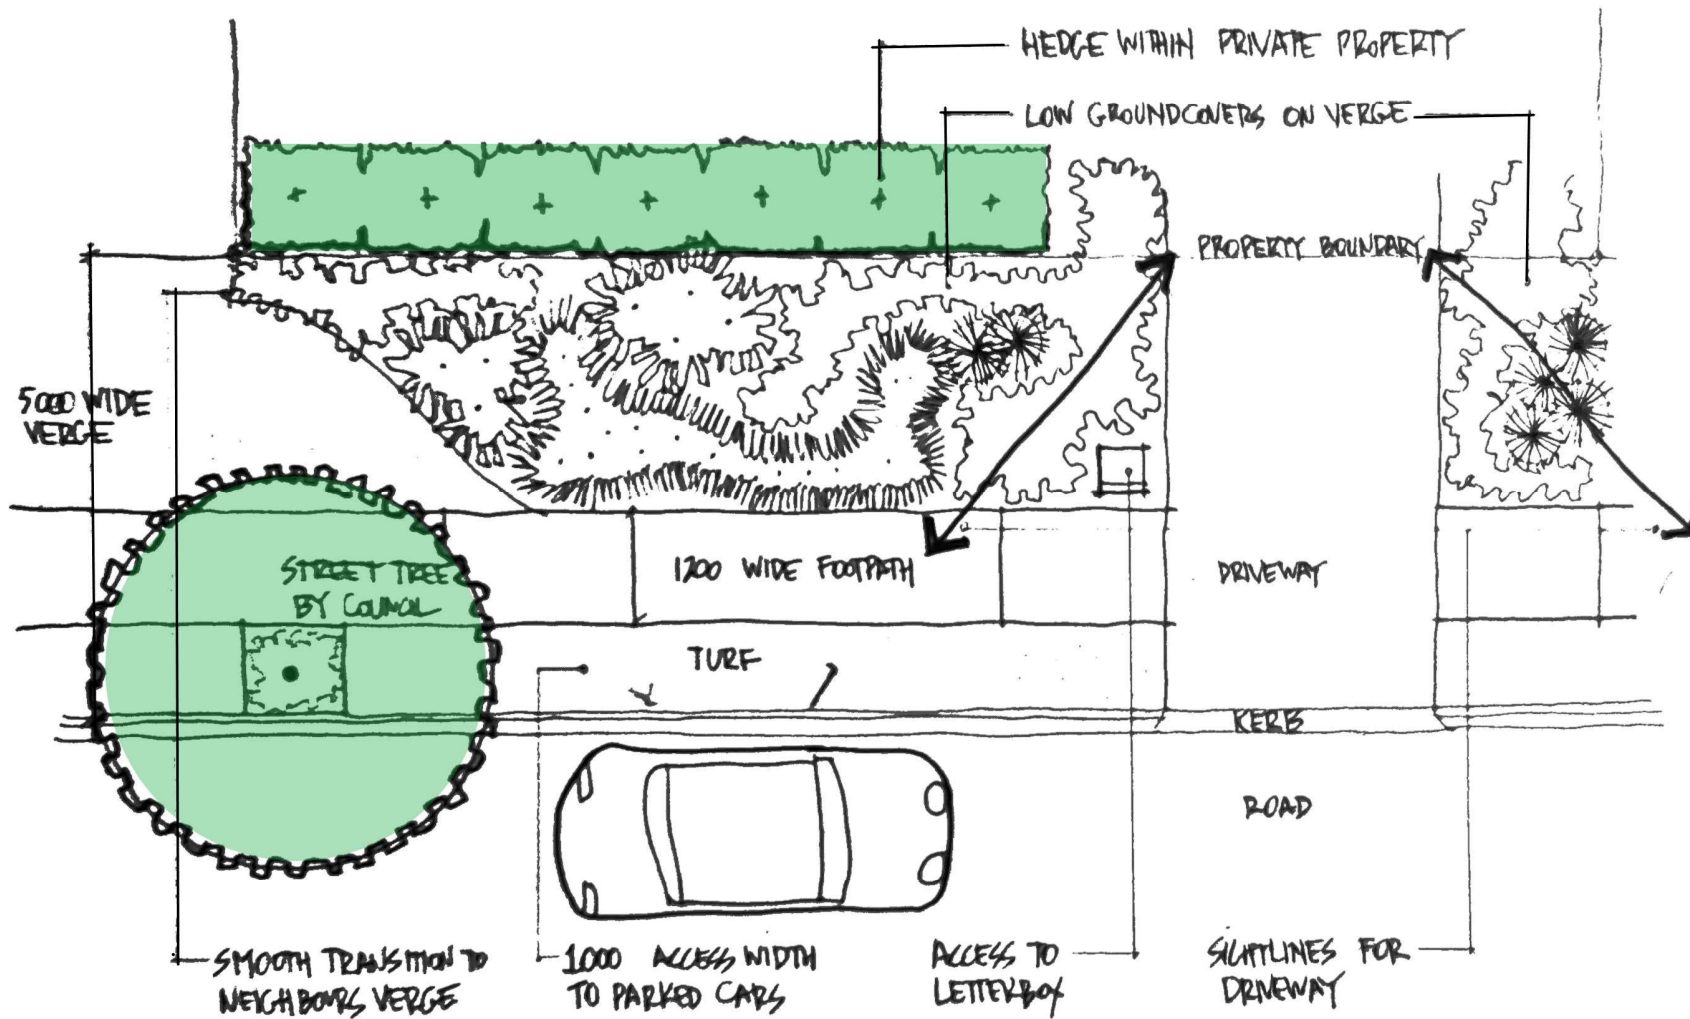 HEDGE WITHIN PRIVATE PROPERTY
LOW GROUNDCOVERS ON VERGE
PROPERTY BOUNDARY
5000 WIDE
VERGE
STREET TREE
BY COUNCIL
1200 WIDE FOOTPATH
DRIVEWAY
TURF
KERB
ROAD
SMOOTH TRANSITION TO
NEIGHBOURS VERGE
1000 ACCESS WIDTH
TO PARKED CARS
ACCESS TO
LETTERBOX
SIGHTLINES FOR
DRIVEWAY